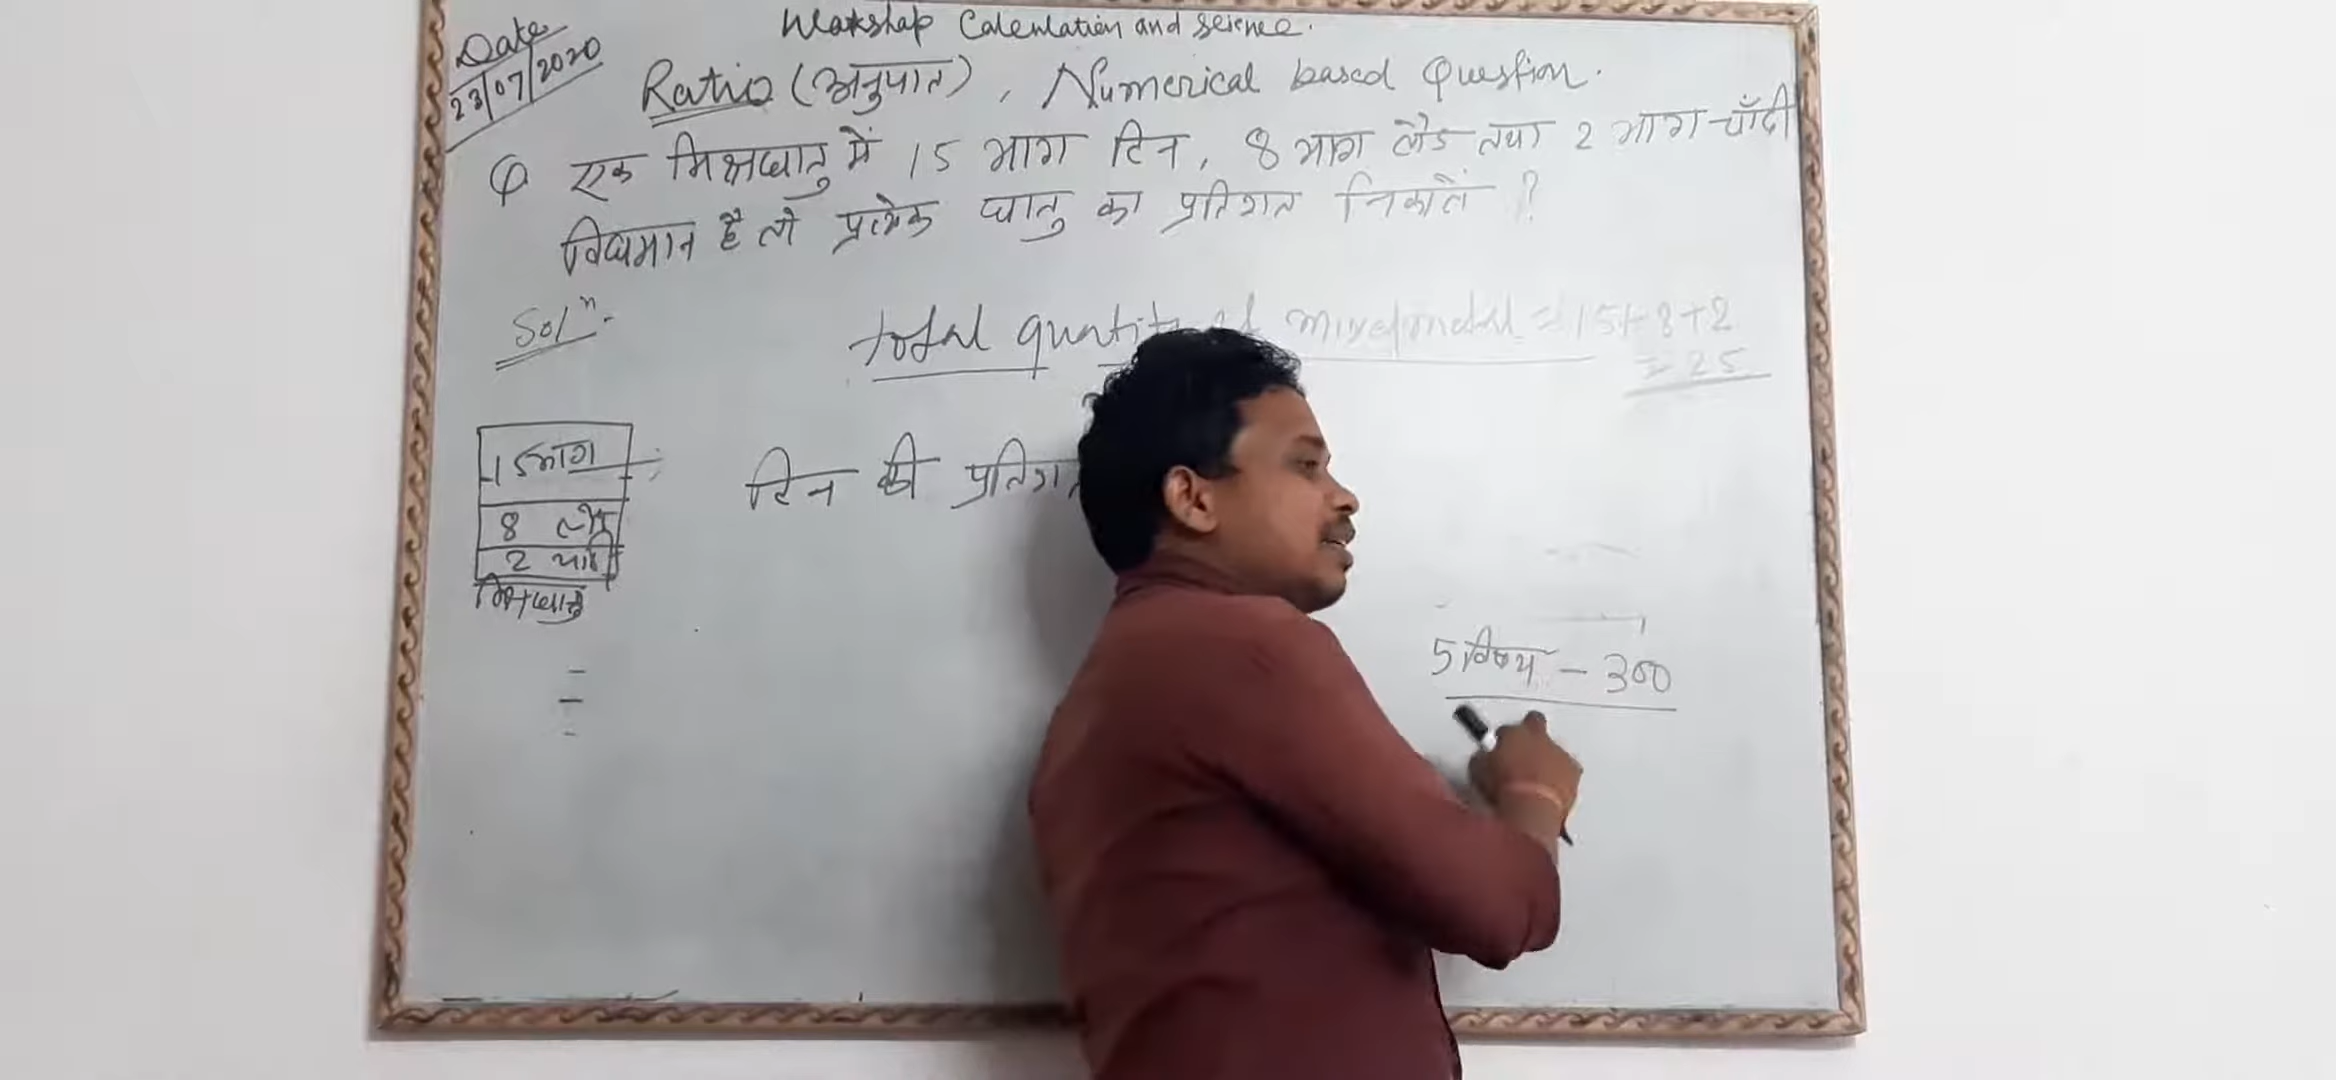 Date
23/07/2020
Workshop Calculation and Science.
Ratio (अनुपात), Numerical based Question.
Q एक मिश्रधातु में 15 भाग टिन, 8 भाग लैड तथा 2 भाग चाँदी
विधमान है तो प्रत्येक धातु का प्रतिशत निकालें ?
Solⁿ.
total quantity of mixed metal = 15+8+2
= 25
15 भाग
8 लैड
2 चाँदी
मिश्रधातु
टिन की प्रतिशत
5 विषय - 300